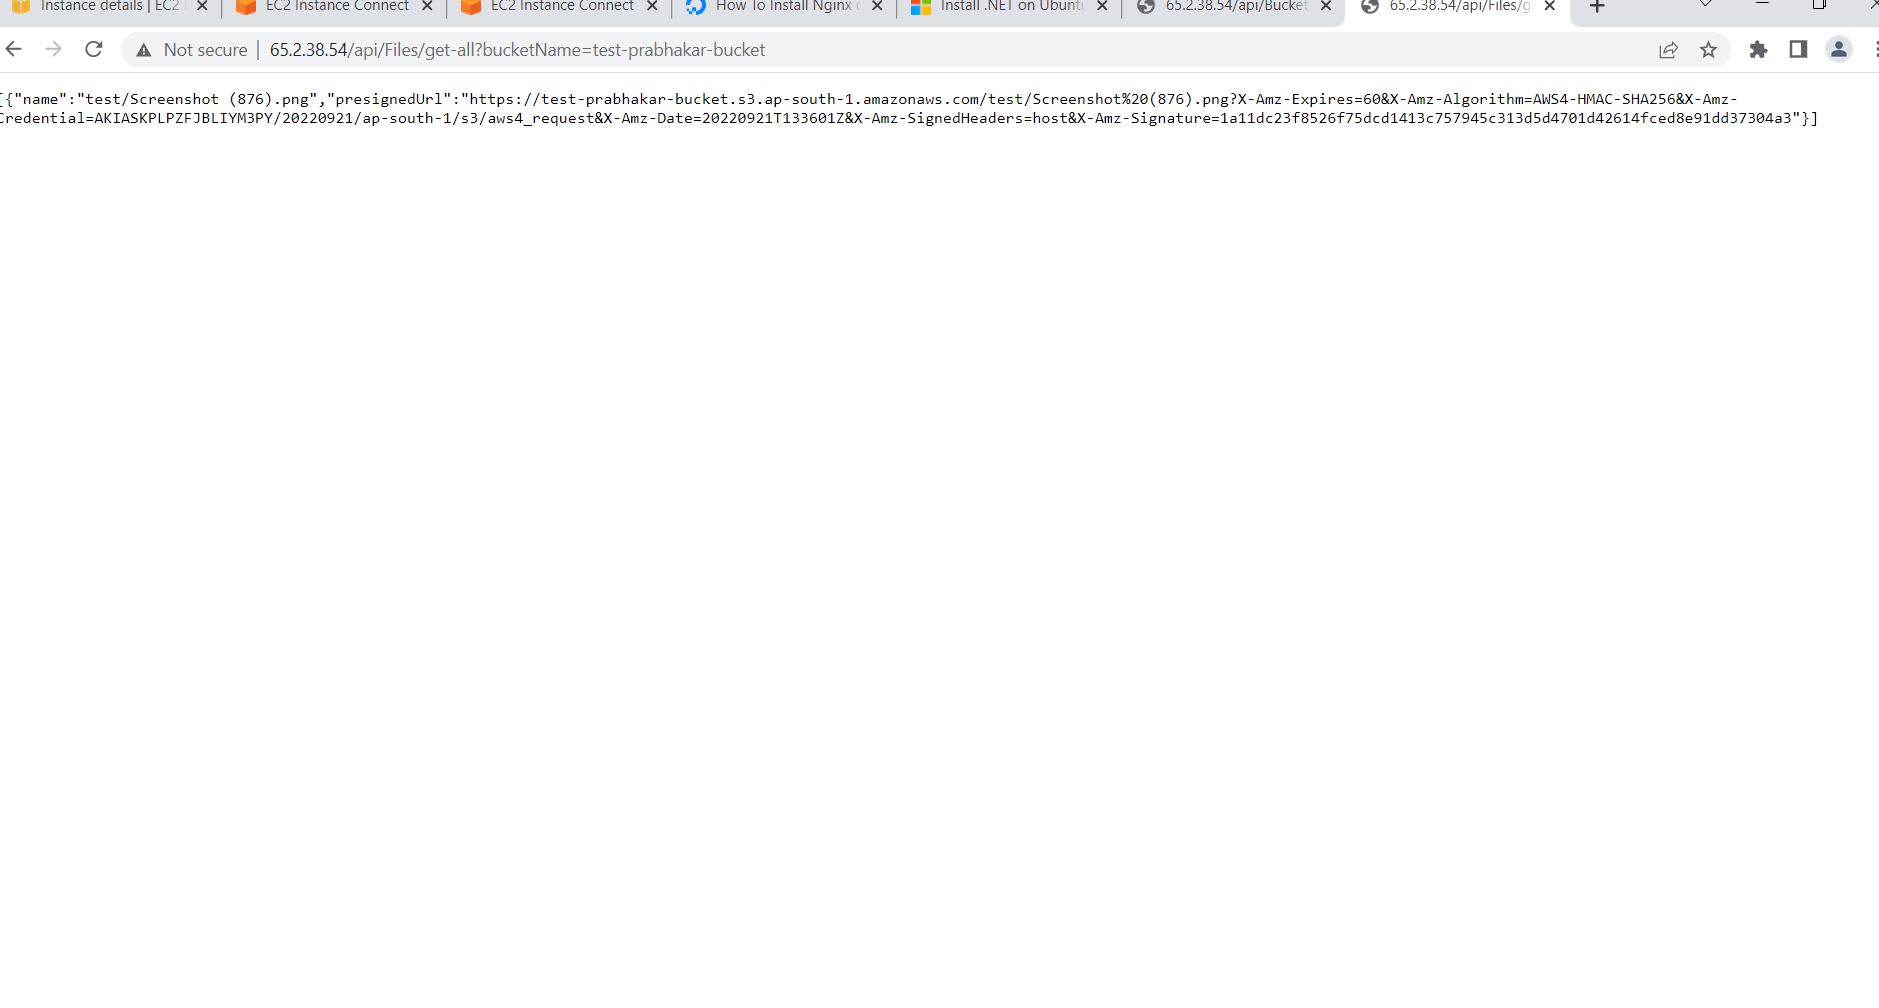 Instance details | EC2
EC2 Instance Connect
EC2 Instance Connect
How To Install Nginx
Install .NET on Ubuntu
65.2.38.54/api/Bucket
65.2.38.54/api/Files/g
Not secure | 65.2.38.54/api/Files/get-all?bucketName=test-prabhakar-bucket
[{"name":"test/Screenshot (876).png","presignedUrl":"https://test-prabhakar-bucket.s3.ap-south-1.amazonaws.com/test/Screenshot%20(876).png?X-Amz-Expires=60&X-Amz-Algorithm=AWS4-HMAC-SHA256&X-Amz-
Credential=AKIASKPLPZFJBLIYM3PY/20220921/ap-south-1/s3/aws4_request&X-Amz-Date=20220921T133601Z&X-Amz-SignedHeaders=host&X-Amz-Signature=1a11dc23f8526f75dcd1413c757945c313d5d4701d42614fced8e91dd37304a3"}]